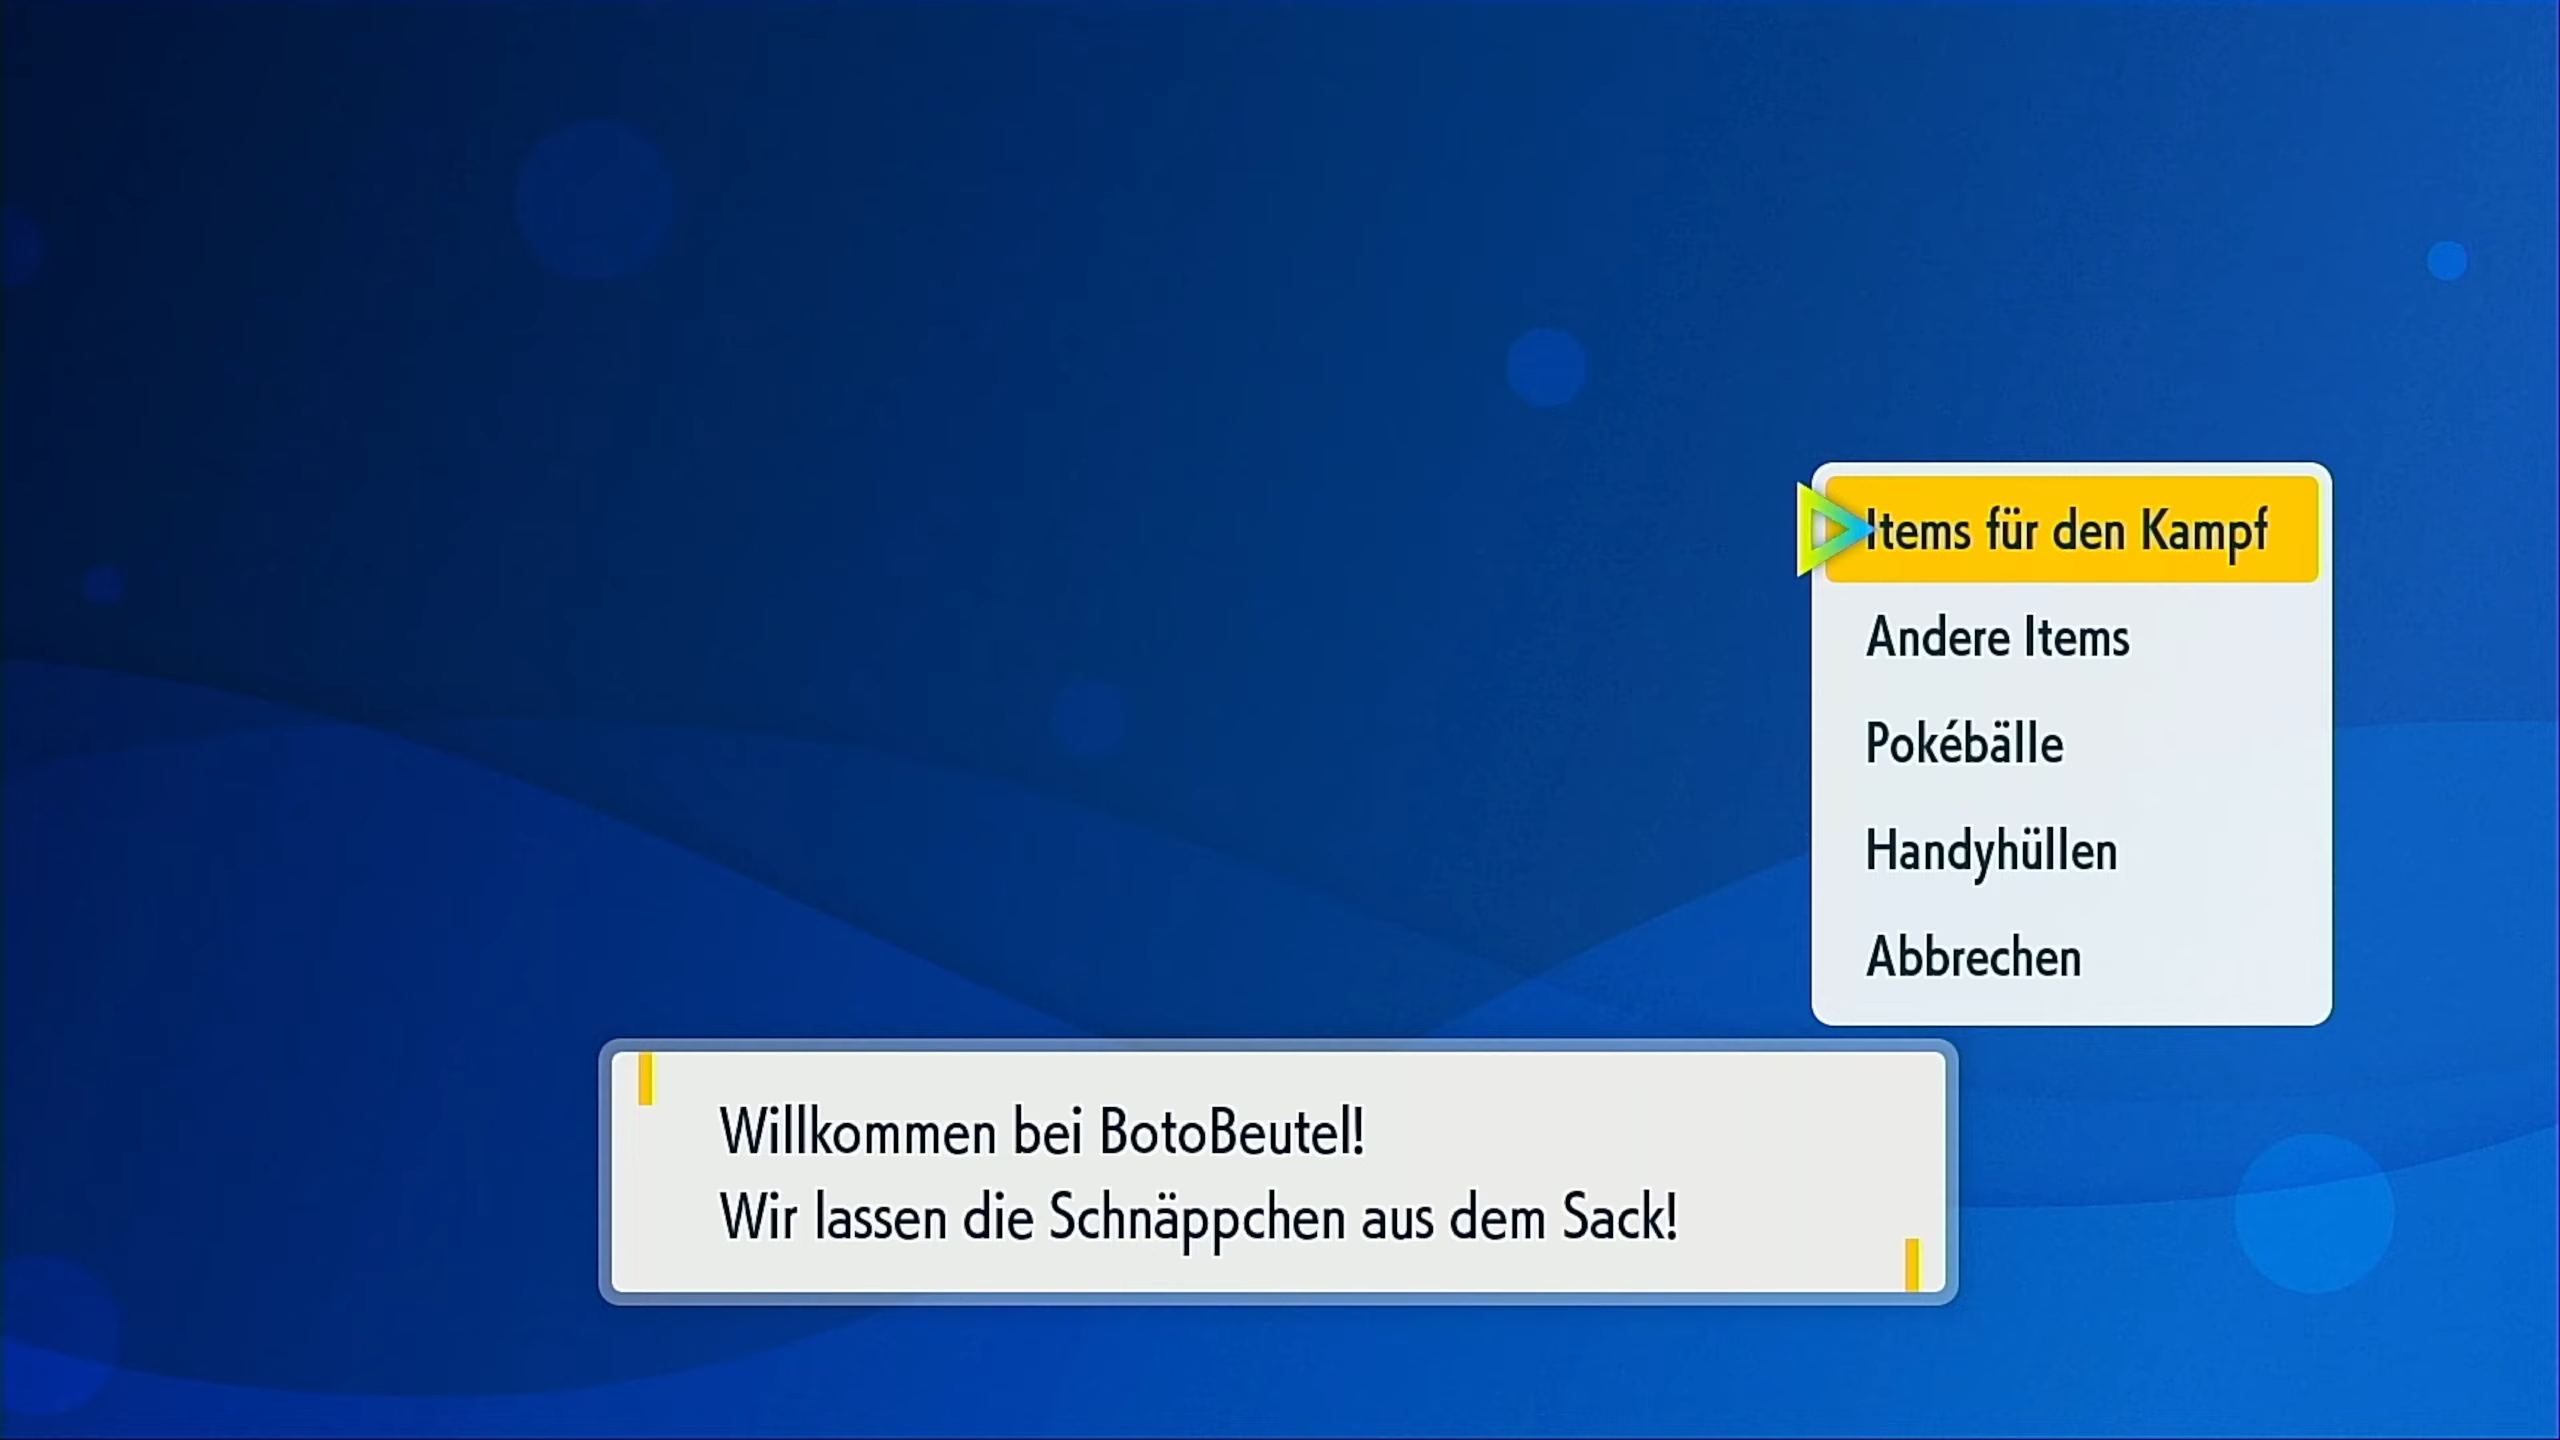 Items für den Kampf
Andere Items
Pokébälle
Handyhüllen
Abbrechen
Willkommen bei BotoBeutel!
Wir lassen die Schnäppchen aus dem Sack!